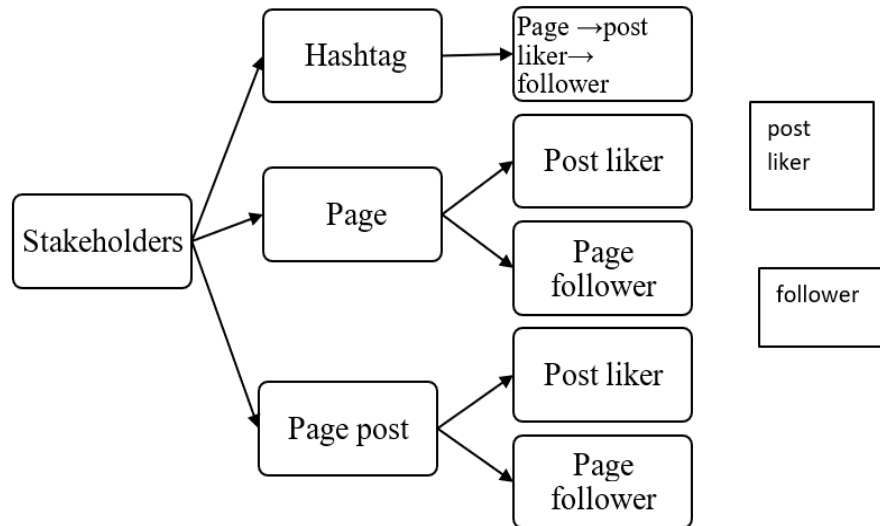 Hashtag
Page →post
liker→
follower
post
liker
Post liker
Page
Stakeholders
Page
follower
follower
Post liker
Page post
Page
follower